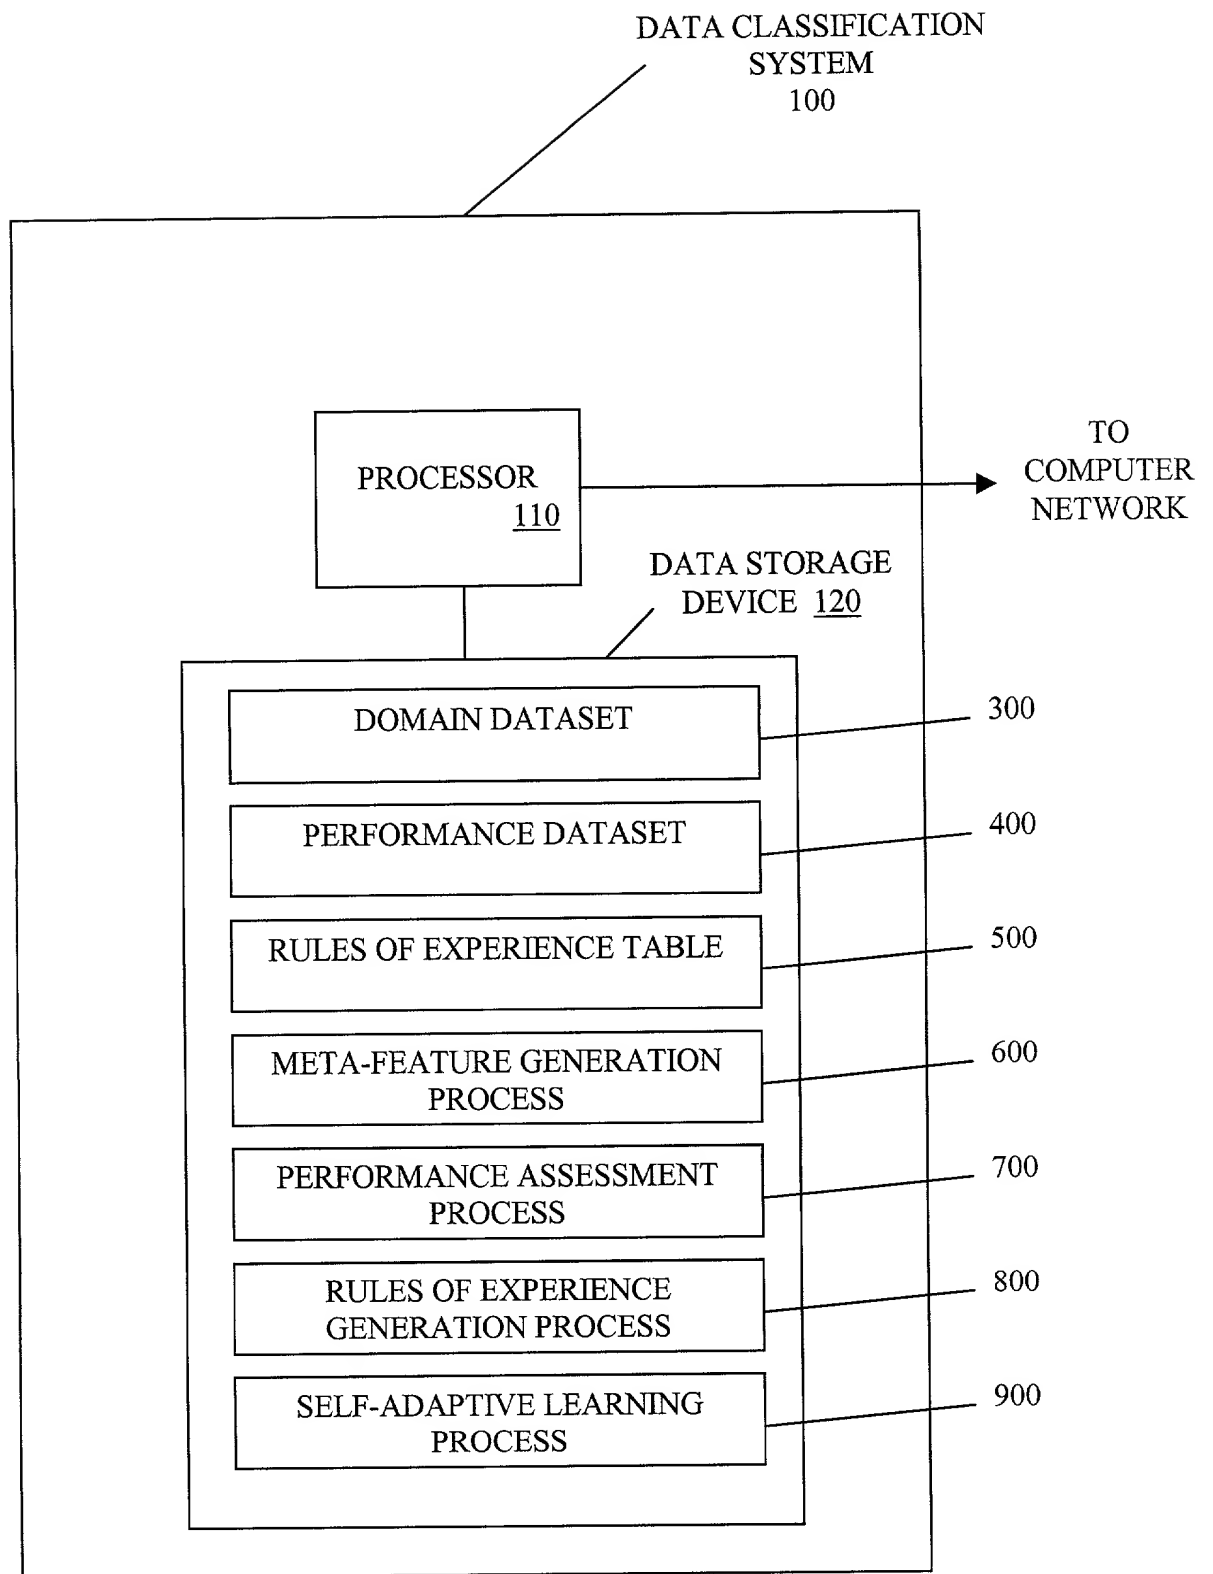 DATA CLASSIFICATION
SYSTEM
100
PROCESSOR
110
TO
COMPUTER
NETWORK
DATA STORAGE
DEVICE 120
DOMAIN DATASET
300
PERFORMANCE DATASET
400
RULES OF EXPERIENCE TABLE
500
META-FEATURE GENERATION
PROCESS
600
PERFORMANCE ASSESSMENT
PROCESS
700
RULES OF EXPERIENCE
GENERATION PROCESS
800
SELF-ADAPTIVE LEARNING
PROCESS
900